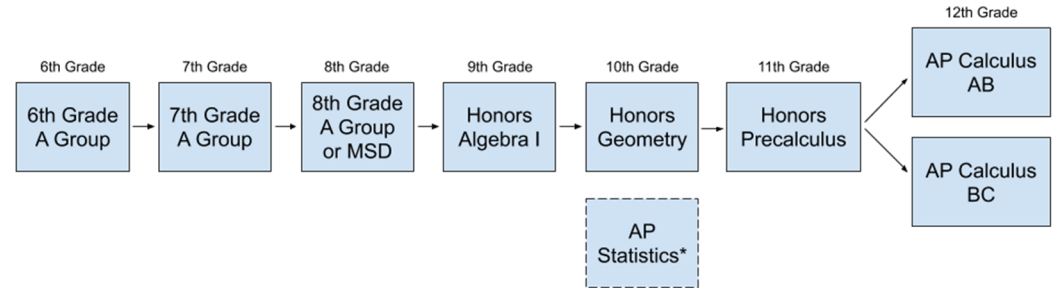 12th Grade
6th Grade
7th Grade
8th Grade
9th Grade
10th Grade
11th Grade
6th Grade
A Group
7th Grade
A Group
8th Grade
A Group
or MSD
Honors
Algebra I
Honors
Geometry
Honors
Precalculus
AP Calculus
AB
AP Calculus
BC
AP
Statistics*